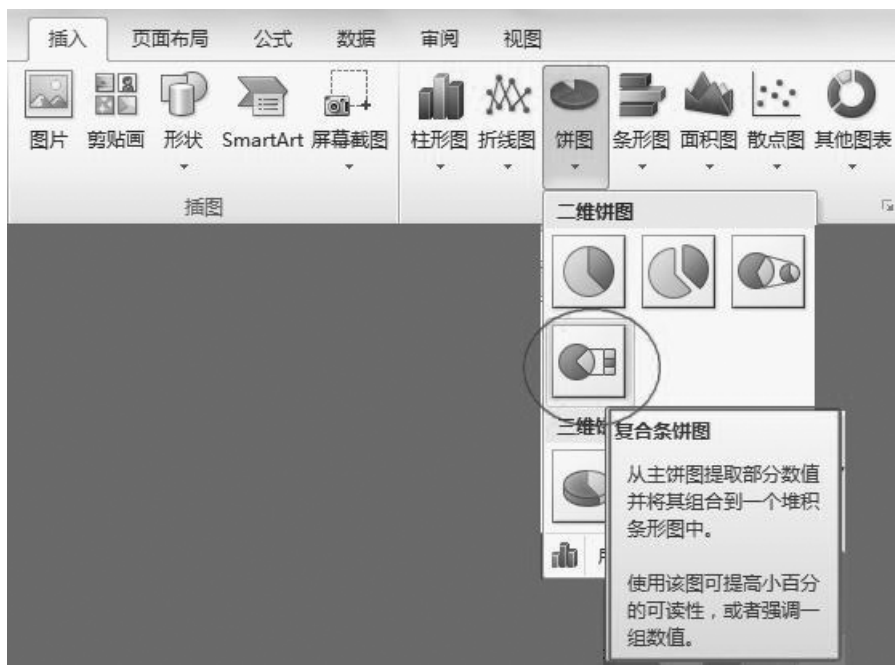 插入 页面布局 公式 数据 审阅 视图
图片 剪贴画 形状 SmartArt 屏幕截图 柱形图 折线图 饼图 条形图 面积图 散点图 其他图表
插图
二维饼图
三维饼
复合条饼图
从主饼图提取部分数值
并将其组合到一个堆积
条形图中。
使用该图可提高小百分
的可读性，或者强调一
组数值。